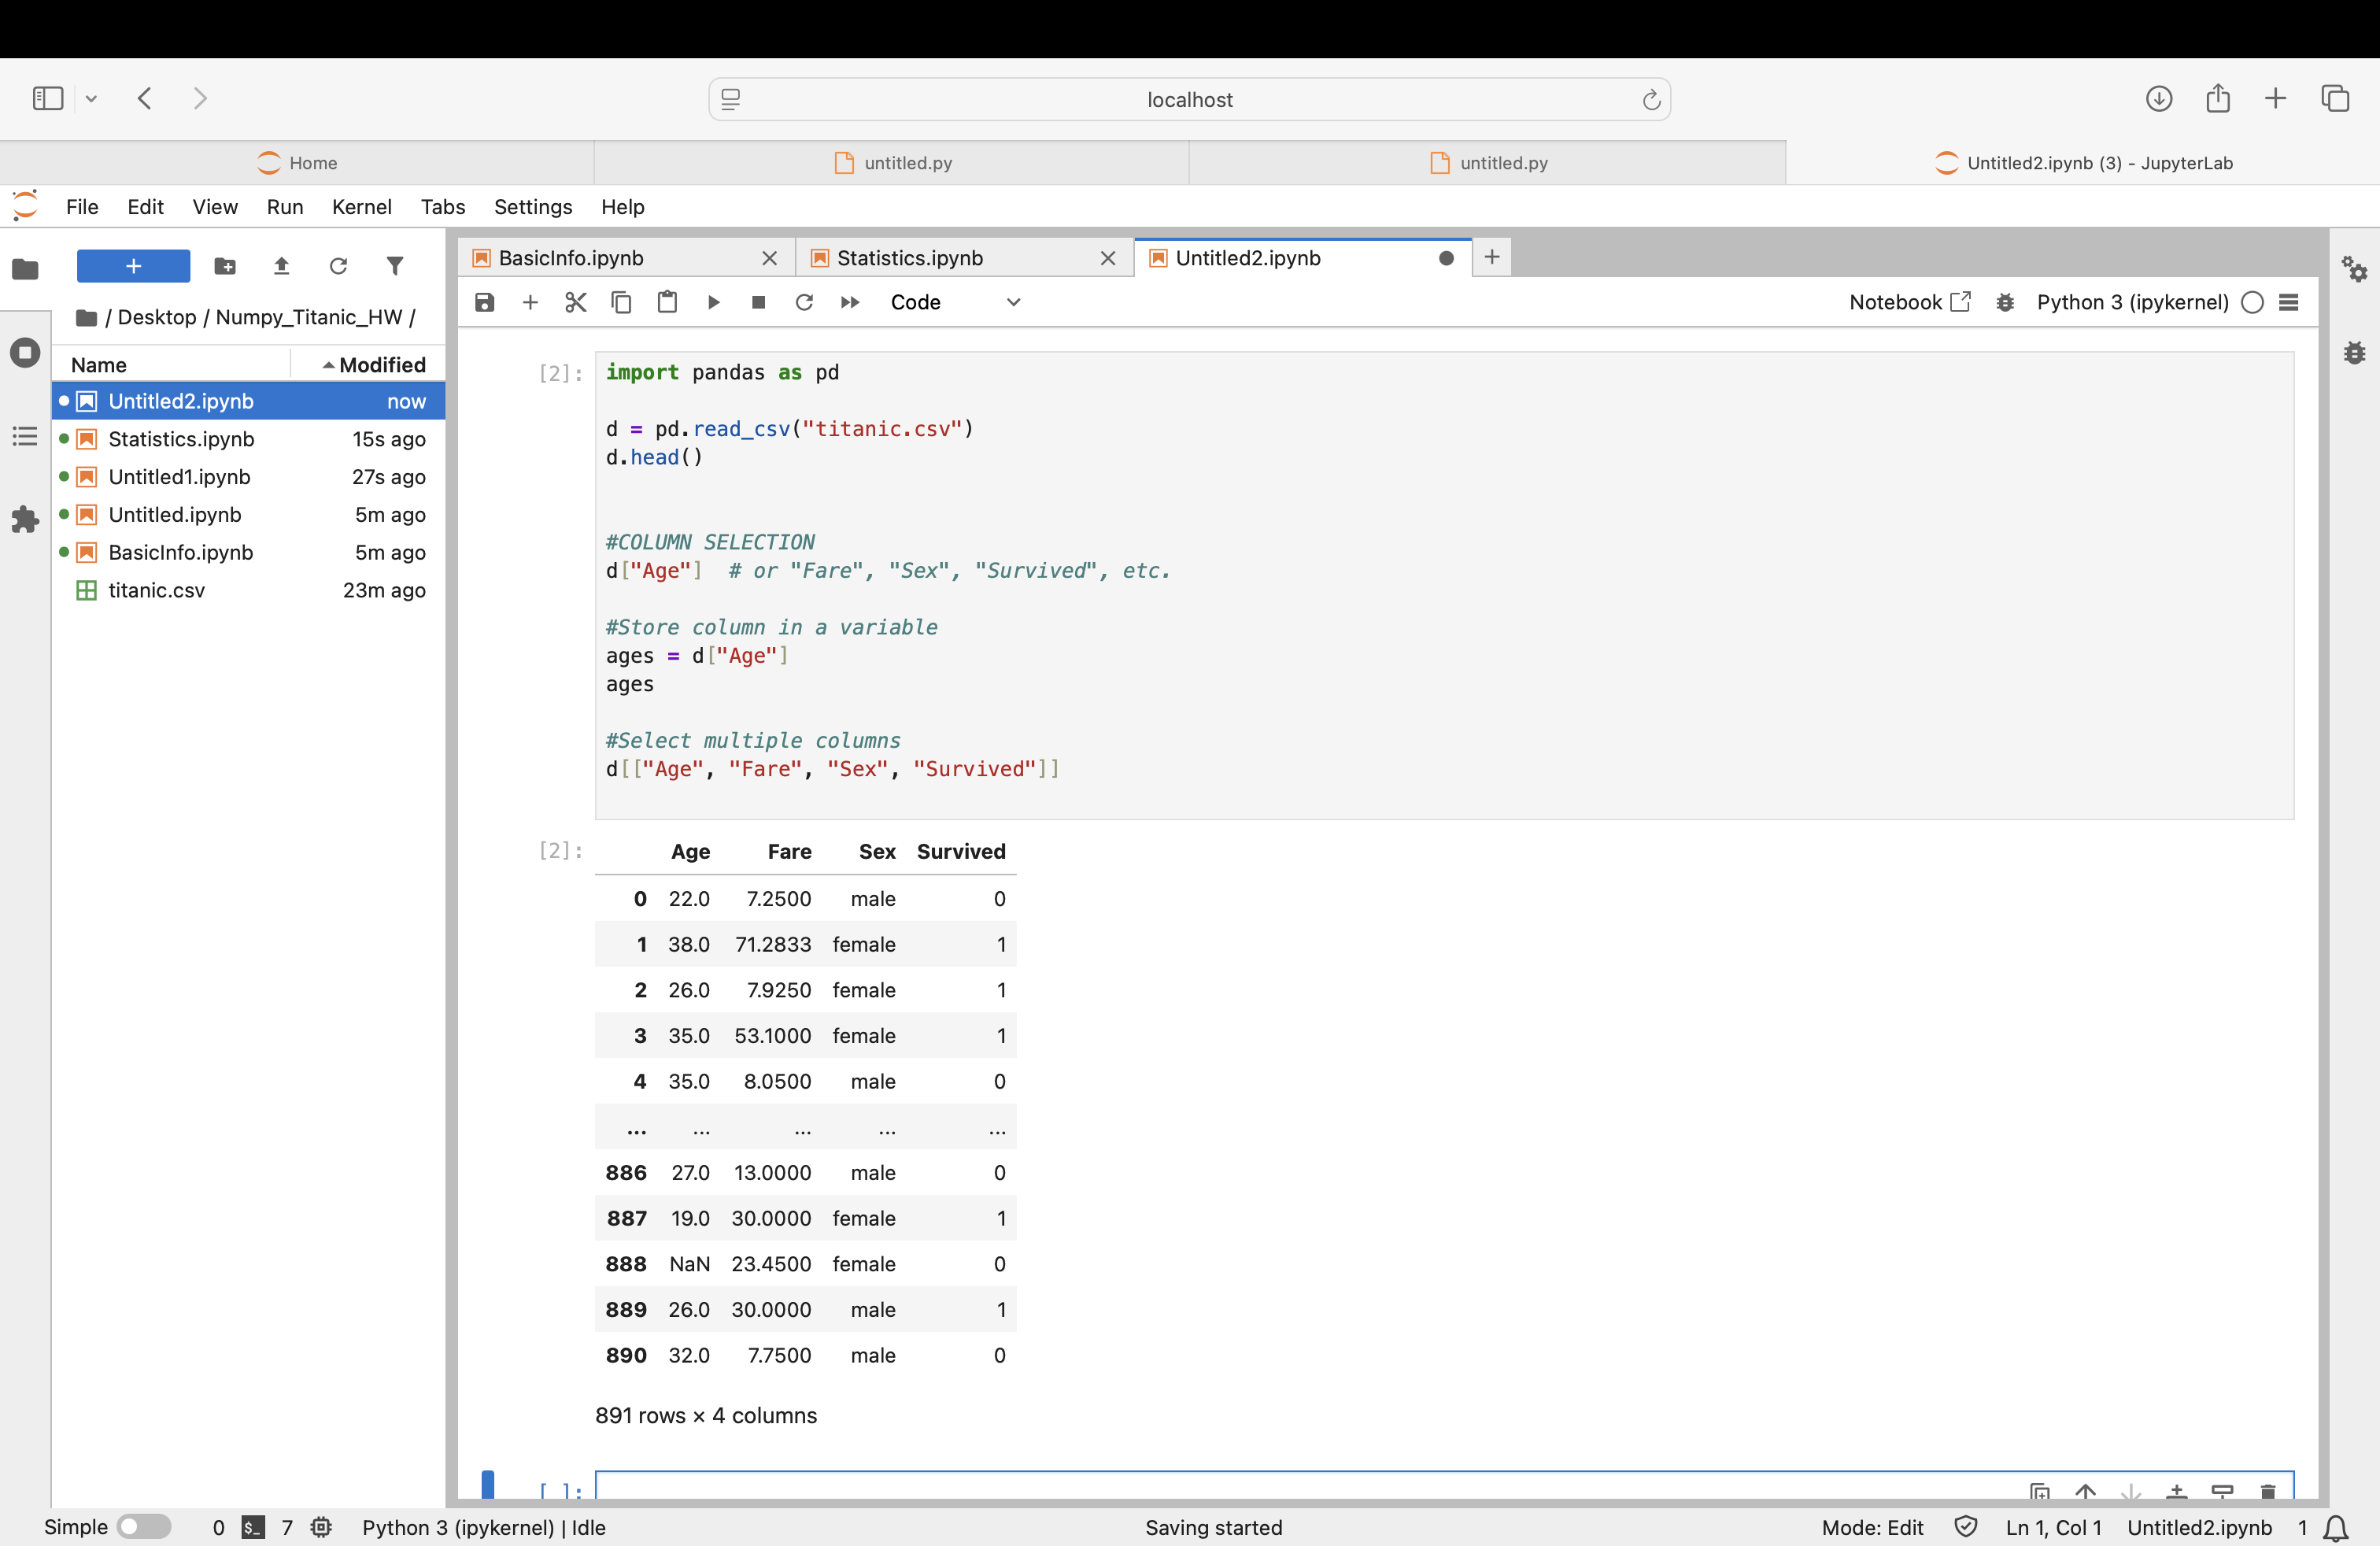 localhost
Home
untitled.py
untitled.py
Untitled2.ipynb (3) - JupyterLab
File Edit View Run Kernel Tabs Settings Help
/ Desktop / Numpy_Titanic_HW /
Name Modified
Untitled2.ipynb now
Statistics.ipynb 15s ago
Untitled1.ipynb 27s ago
Untitled.ipynb 5m ago
BasicInfo.ipynb 5m ago
titanic.csv 23m ago
BasicInfo.ipynb
Statistics.ipynb
Untitled2.ipynb
Code
Notebook
Python 3 (ipykernel)
[2]:
import pandas as pd
d = pd.read_csv("titanic.csv")
d.head()
#COLUMN SELECTION
d["Age"]  # or "Fare", "Sex", "Survived", etc.
#Store column in a variable
ages = d["Age"]
ages
#Select multiple columns
d[["Age", "Fare", "Sex", "Survived"]]
[2]:
Age Fare Sex Survived
0 22.0 7.2500 male 0
1 38.0 71.2833 female 1
2 26.0 7.9250 female 1
3 35.0 53.1000 female 1
4 35.0 8.0500 male 0
... ... ... ... ...
886 27.0 13.0000 male 0
887 19.0 30.0000 female 1
888 NaN 23.4500 female 0
889 26.0 30.0000 male 1
890 32.0 7.7500 male 0
891 rows × 4 columns
[ ]:
Simple 0 $_ 7 Python 3 (ipykernel) | Idle
Saving started
Mode: Edit Ln 1, Col 1 Untitled2.ipynb 1